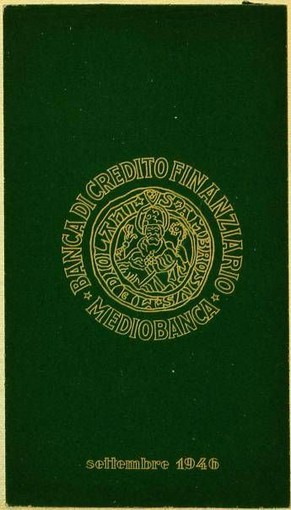 BANCA DI CREDITO FINANZIARIO
MEDIOBANCA
settembre 1946